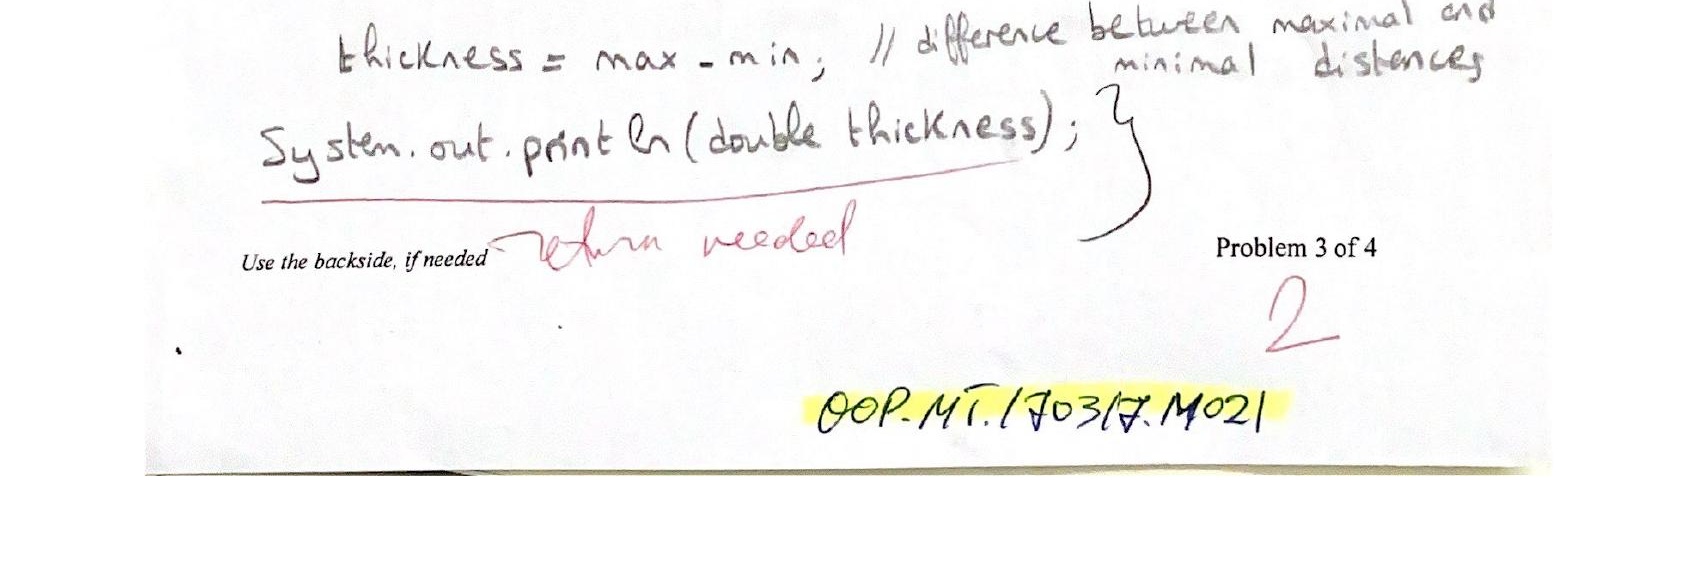 thickness = max - min; // difference between maximal and
minimal distances
System.out.println(double thickness); }
return needed
Use the backside, if needed
Problem 3 of 4
2
OOP.MT.170317.M021